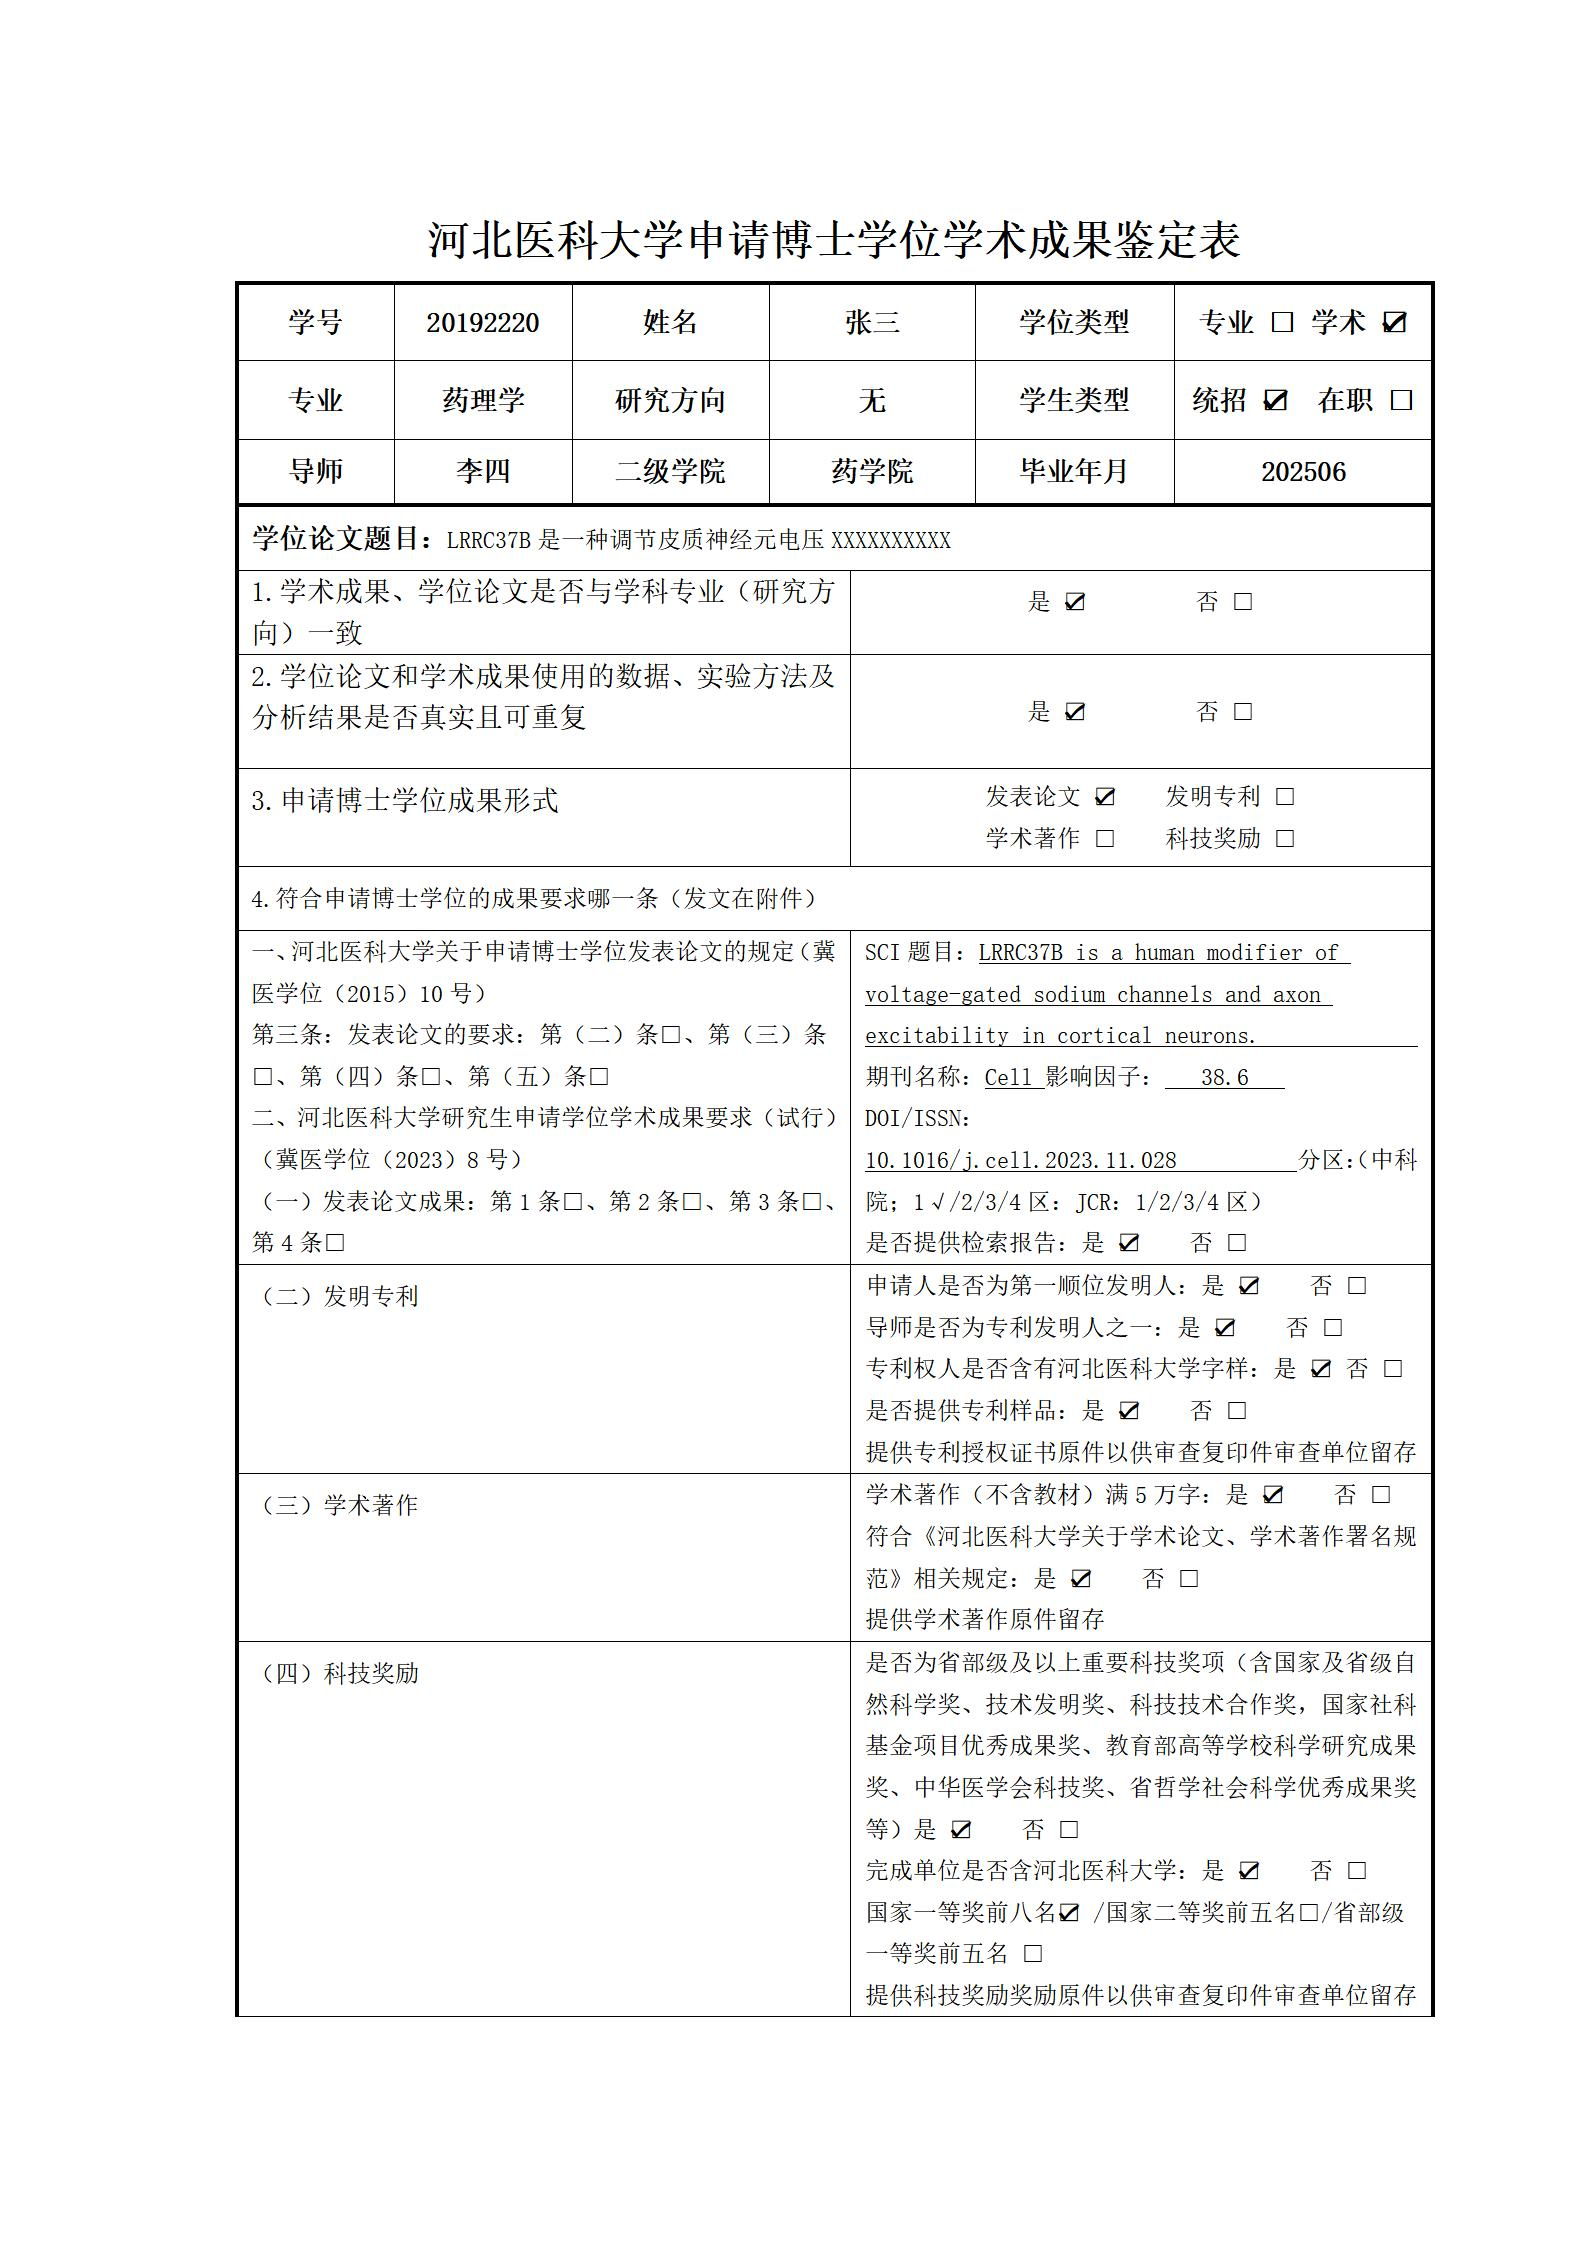 河北医科大学申请博士学位学术成果鉴定表
学号 20192220 姓名 张三 学位类型 专业 □ 学术 ☑
专业 药理学 研究方向 无 学生类型 统招 ☑ 在职 □
导师 李四 二级学院 药学院 毕业年月 202506
学位论文题目：LRRC37B 是一种调节皮质神经元电压 XXXXXXXXXX
1.学术成果、学位论文是否与学科专业（研究方
向）一致
是 ☑ 否 □
2.学位论文和学术成果使用的数据、实验方法及
分析结果是否真实且可重复
是 ☑ 否 □
3.申请博士学位成果形式
发表论文 ☑ 发明专利 □
学术著作 □ 科技奖励 □
4.符合申请博士学位的成果要求哪一条（发文在附件）
一、河北医科大学关于申请博士学位发表论文的规定（冀
医学位（2015）10 号）
第三条：发表论文的要求：第（二）条□、第（三）条
□、第（四）条□、第（五）条□
二、河北医科大学研究生申请学位学术成果要求（试行）
（冀医学位（2023）8 号）
（一）发表论文成果：第 1 条□、第 2 条□、第 3 条□、
第 4 条□
SCI 题目：LRRC37B is a human modifier of
voltage-gated sodium channels and axon
excitability in cortical neurons.
期刊名称：Cell 影响因子： 38.6
DOI/ISSN：
10.1016/j.cell.2023.11.028 分区：（中科
院；1√/2/3/4 区：JCR：1/2/3/4 区）
是否提供检索报告：是 ☑ 否 □
（二）发明专利
申请人是否为第一顺位发明人：是 ☑ 否 □
导师是否为专利发明人之一：是 ☑ 否 □
专利权人是否含有河北医科大学字样：是 ☑ 否 □
是否提供专利样品：是 ☑ 否 □
提供专利授权证书原件以供审查复印件审查单位留存
（三）学术著作
学术著作（不含教材）满 5 万字：是 ☑ 否 □
符合《河北医科大学关于学术论文、学术著作署名规
范》相关规定：是 ☑ 否 □
提供学术著作原件留存
（四）科技奖励
是否为省部级及以上重要科技奖项（含国家及省级自
然科学奖、技术发明奖、科技技术合作奖，国家社科
基金项目优秀成果奖、教育部高等学校科学研究成果
奖、中华医学会科技奖、省哲学社会科学优秀成果奖
等）是 ☑ 否 □
完成单位是否含河北医科大学：是 ☑ 否 □
国家一等奖前八名☑ /国家二等奖前五名□/省部级
一等奖前五名 □
提供科技奖励奖励原件以供审查复印件审查单位留存